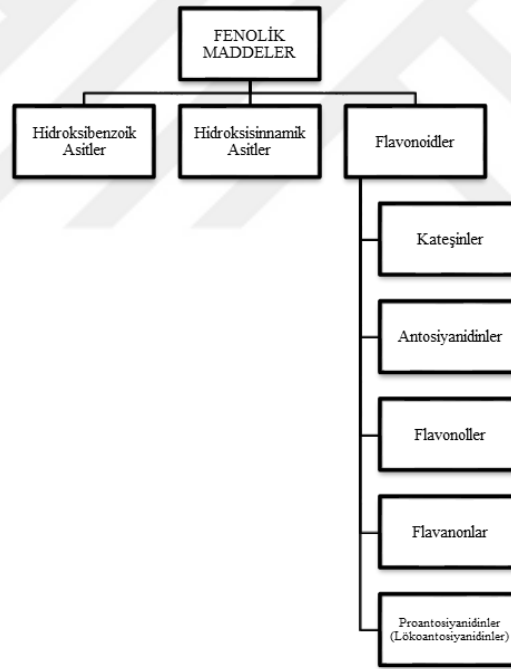 FENOLİK
MADDELER
Hidroksibenzoik
Asitler
Hidroksisinnamik
Asitler
Flavonoidler
Kateşinler
Antosiyanidinler
Flavonoller
Flavanonlar
Proantosiyanidinler
(Lökoantosiyanidinler)